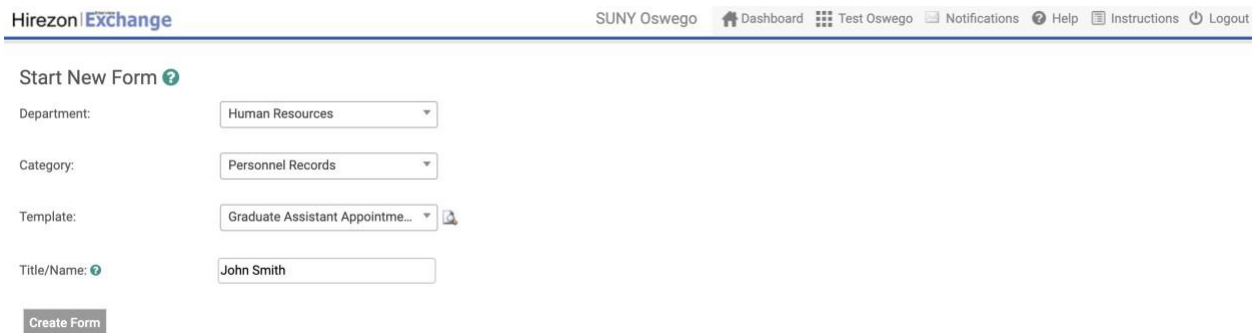 Hirezon Exchange SUNY Oswego Dashboard Test Oswego Notifications Help Instructions Logout
Start New Form
Department: Human Resources
Category: Personnel Records
Template: Graduate Assistant Appointme...
Title/Name: John Smith
Create Form